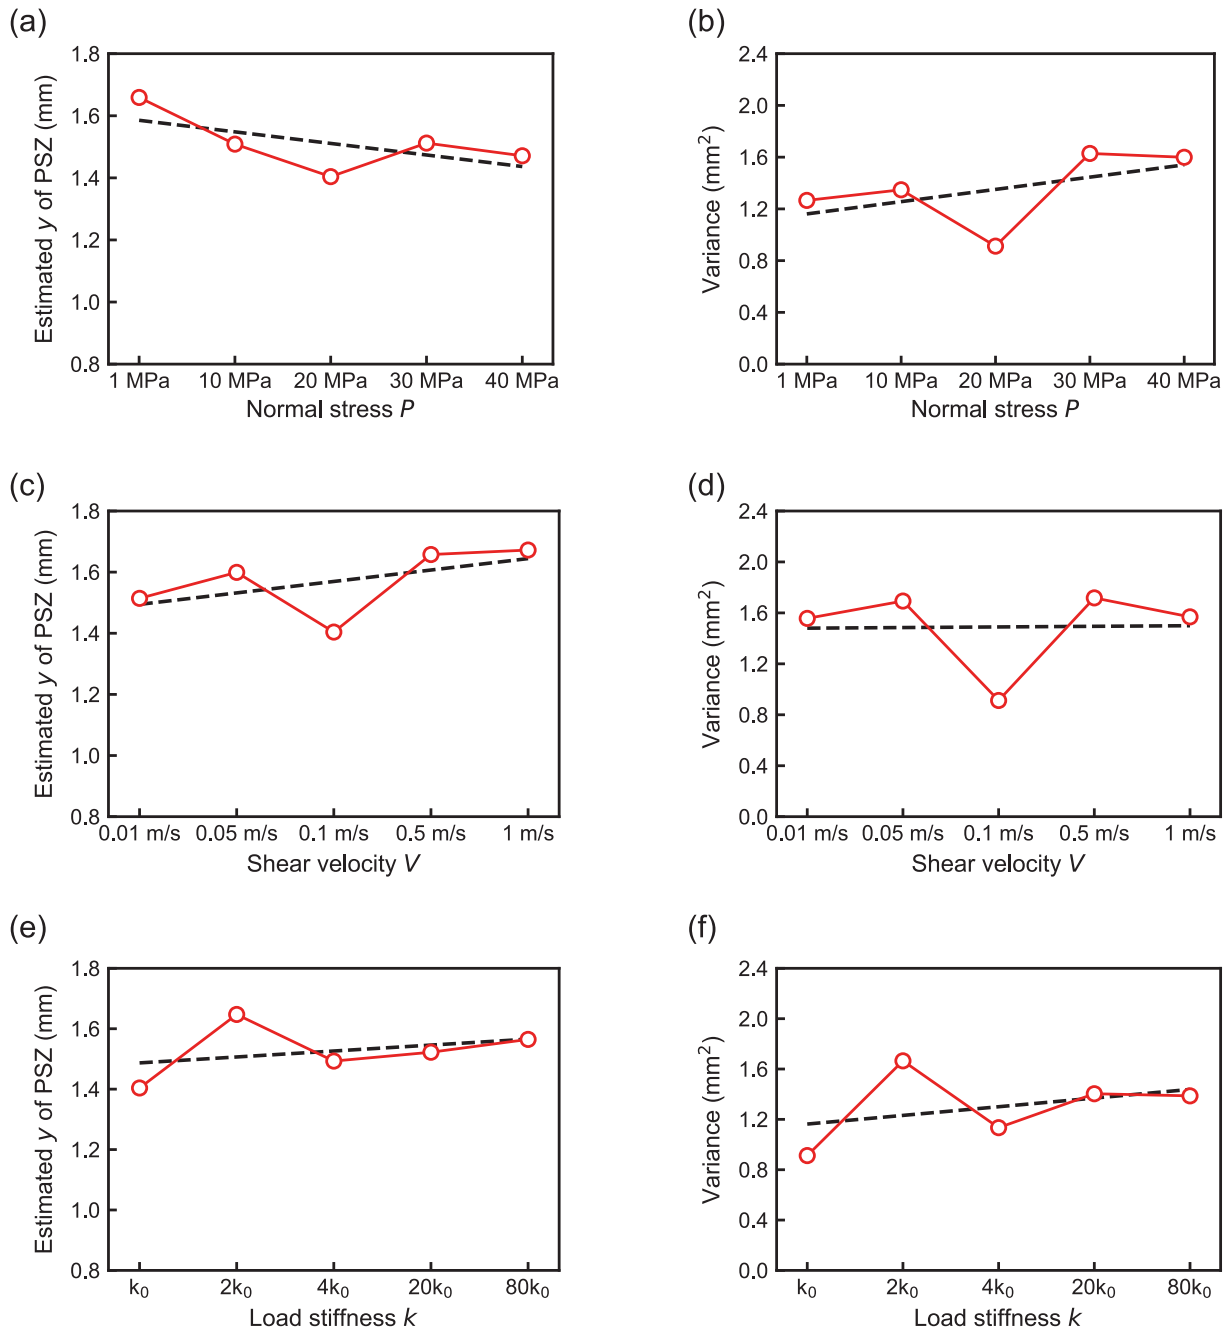 (a)
1.8
1.6
1.4
1.2
1.0
0.8
Estimated y of PSZ (mm)
1 MPa 10 MPa 20 MPa 30 MPa 40 MPa
Normal stress P
(b)
2.4
2.0
1.6
1.2
0.8
0.4
0.0
Variance (mm²)
1 MPa 10 MPa 20 MPa 30 MPa 40 MPa
Normal stress P
(c)
1.8
1.6
1.4
1.2
1.0
0.8
Estimated y of PSZ (mm)
0.01 m/s 0.05 m/s 0.1 m/s 0.5 m/s 1 m/s
Shear velocity V
(d)
2.4
2.0
1.6
1.2
0.8
0.4
0.0
Variance (mm²)
0.01 m/s 0.05 m/s 0.1 m/s 0.5 m/s 1 m/s
Shear velocity V
(e)
1.8
1.6
1.4
1.2
1.0
0.8
Estimated y of PSZ (mm)
k₀ 2k₀ 4k₀ 20k₀ 80k₀
Load stiffness k
(f)
2.4
2.0
1.6
1.2
0.8
0.4
0.0
Variance (mm²)
k₀ 2k₀ 4k₀ 20k₀ 80k₀
Load stiffness k